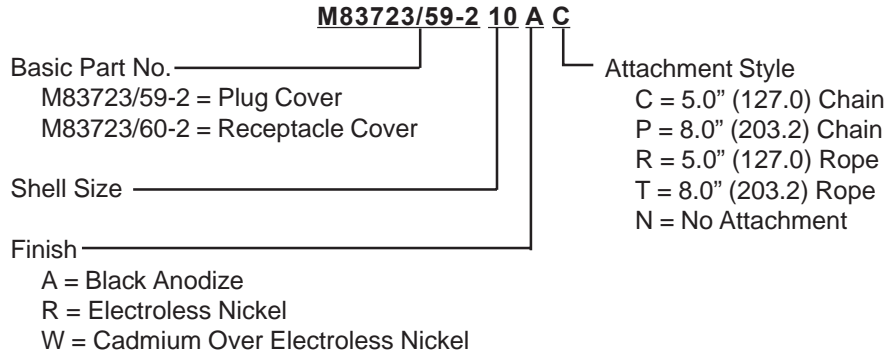 M83723/59-2 10 A C
Basic Part No.
M83723/59-2 = Plug Cover
M83723/60-2 = Receptacle Cover
Shell Size
Finish
A = Black Anodize
R = Electroless Nickel
W = Cadmium Over Electroless Nickel
Attachment Style
C = 5.0” (127.0) Chain
P = 8.0” (203.2) Chain
R = 5.0” (127.0) Rope
T = 8.0” (203.2) Rope
N = No Attachment